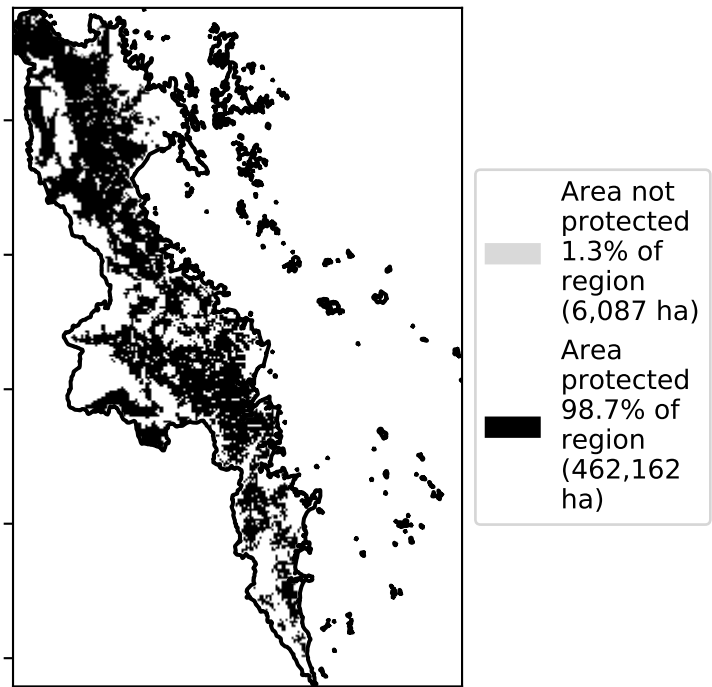 Area not
protected
1.3% of
region
(6,087 ha)
Area
protected
98.7% of
region
(462,162
ha)